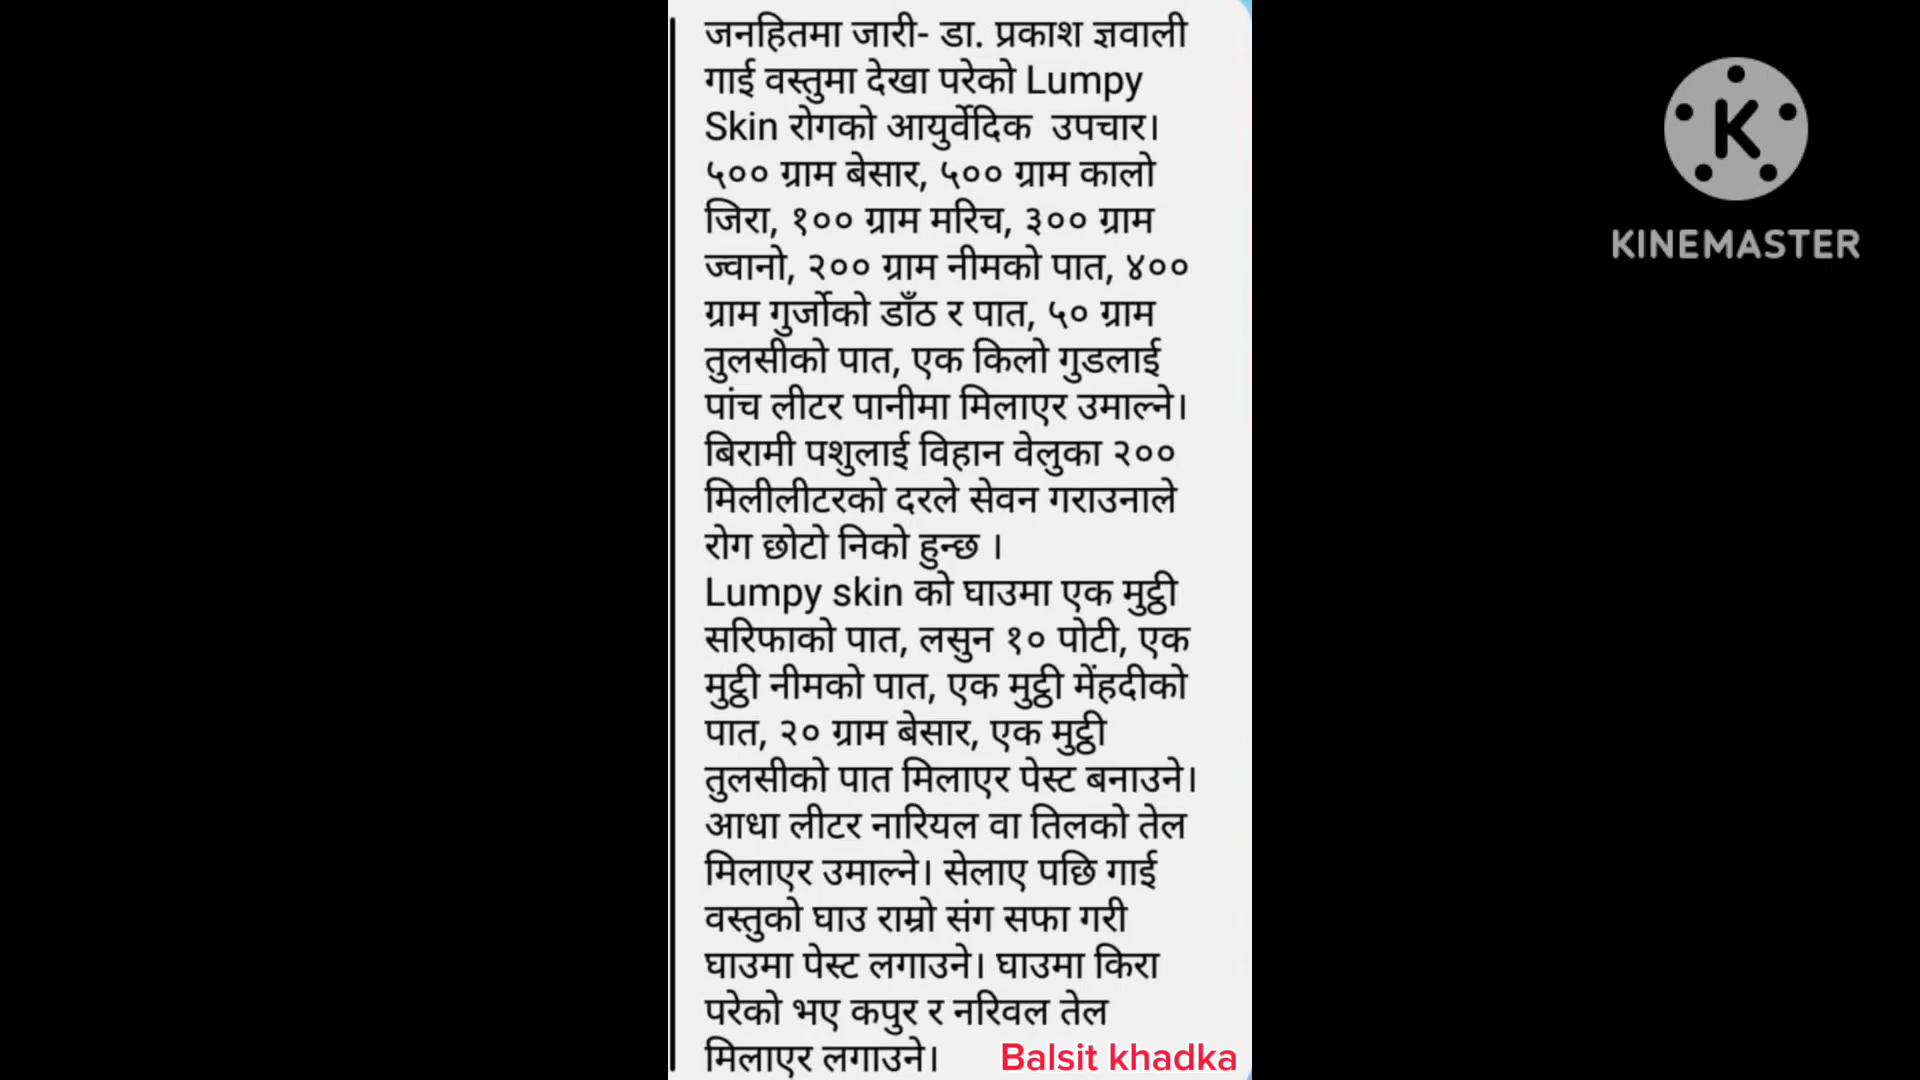 जनहितमा जारी- डा. प्रकाश ज्ञवाली
गाई वस्तुमा देखा परेको Lumpy
Skin रोगको आयुर्वेदिक उपचार।
५०० ग्राम बेसार, ५०० ग्राम कालो
जिरा, १०० ग्राम मरिच, ३०० ग्राम
ज्वानो, २०० ग्राम नीमको पात, ४००
ग्राम गुर्जोको डाँठ र पात, ५० ग्राम
तुलसीको पात, एक किलो गुडलाई
पांच लीटर पानीमा मिलाएर उमाल्ने।
बिरामी पशुलाई विहान वेलुका २००
मिलीलीटरको दरले सेवन गराउनाले
रोग छोटो निको हुन्छ ।
Lumpy skin को घाउमा एक मुट्ठी
सरिफाको पात, लसुन १० पोटी, एक
मुट्ठी नीमको पात, एक मुट्ठी मेंहदीको
पात, २० ग्राम बेसार, एक मुट्ठी
तुलसीको पात मिलाएर पेस्ट बनाउने।
आधा लीटर नारियल वा तिलको तेल
मिलाएर उमाल्ने। सेलाए पछि गाई
वस्तुको घाउ राम्रो संग सफा गरी
घाउमा पेस्ट लगाउने। घाउमा किरा
परेको भए कपुर र नरिवल तेल
मिलाएर लगाउने।
Balsit khadka
K
KINEMASTER